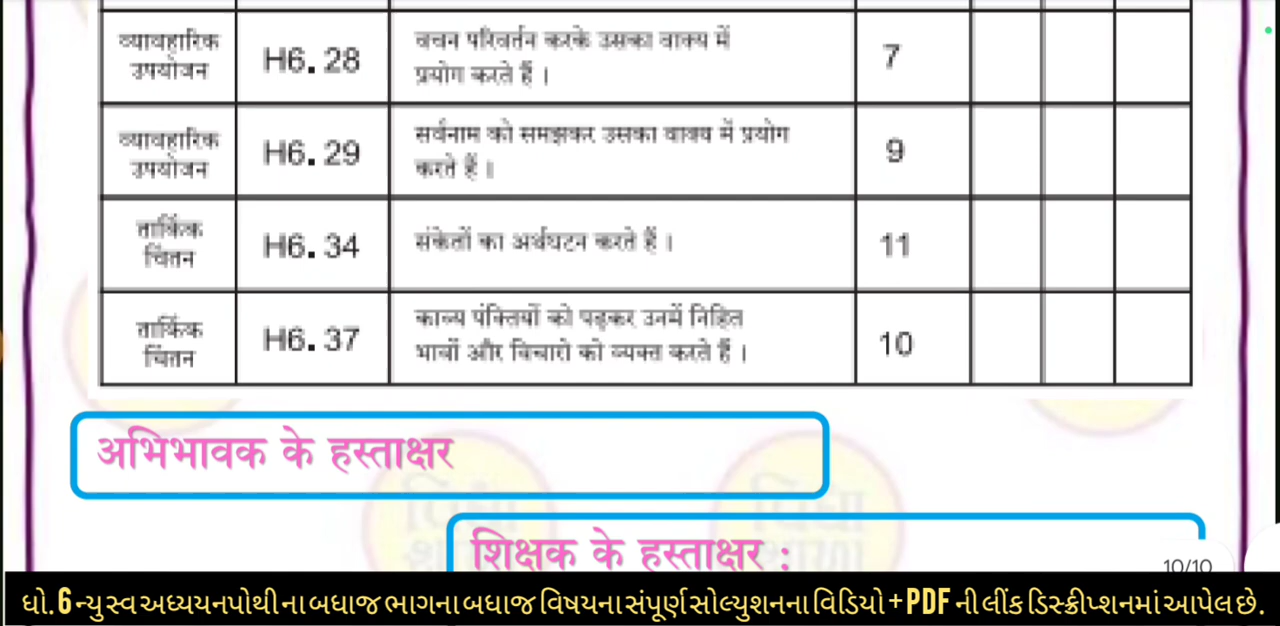 व्यावहारिक
उपयोजन
H6.28
वचन परिवर्तन करके उसका वाक्य में
प्रयोग करते हैं ।
7
व्यावहारिक
उपयोजन
H6.29
सर्वनाम को समझकर उसका वाक्य में प्रयोग
करते हैं ।
9
तार्किक
चिंतन
H6.34
संकेतों का अर्थघटन करते हैं ।
11
तार्किक
चिंतन
H6.37
काव्य पंक्तियों को पढ़कर उनमें निहित
भावों और विचारो को व्यक्त करते हैं ।
10
अभिभावक के हस्ताक्षर
शिक्षक के हस्ताक्षर :
10/10
ધો.6 ન્યુ સ્વ અધ્યયનપોથી ના બધાજ ભાગના બધાજ વિષયના સંપૂર્ણ સોલ્યુશનના વિડિયો + PDF ની લીંક ડિસ્ક્રીપ્શનમાં આપેલ છે.